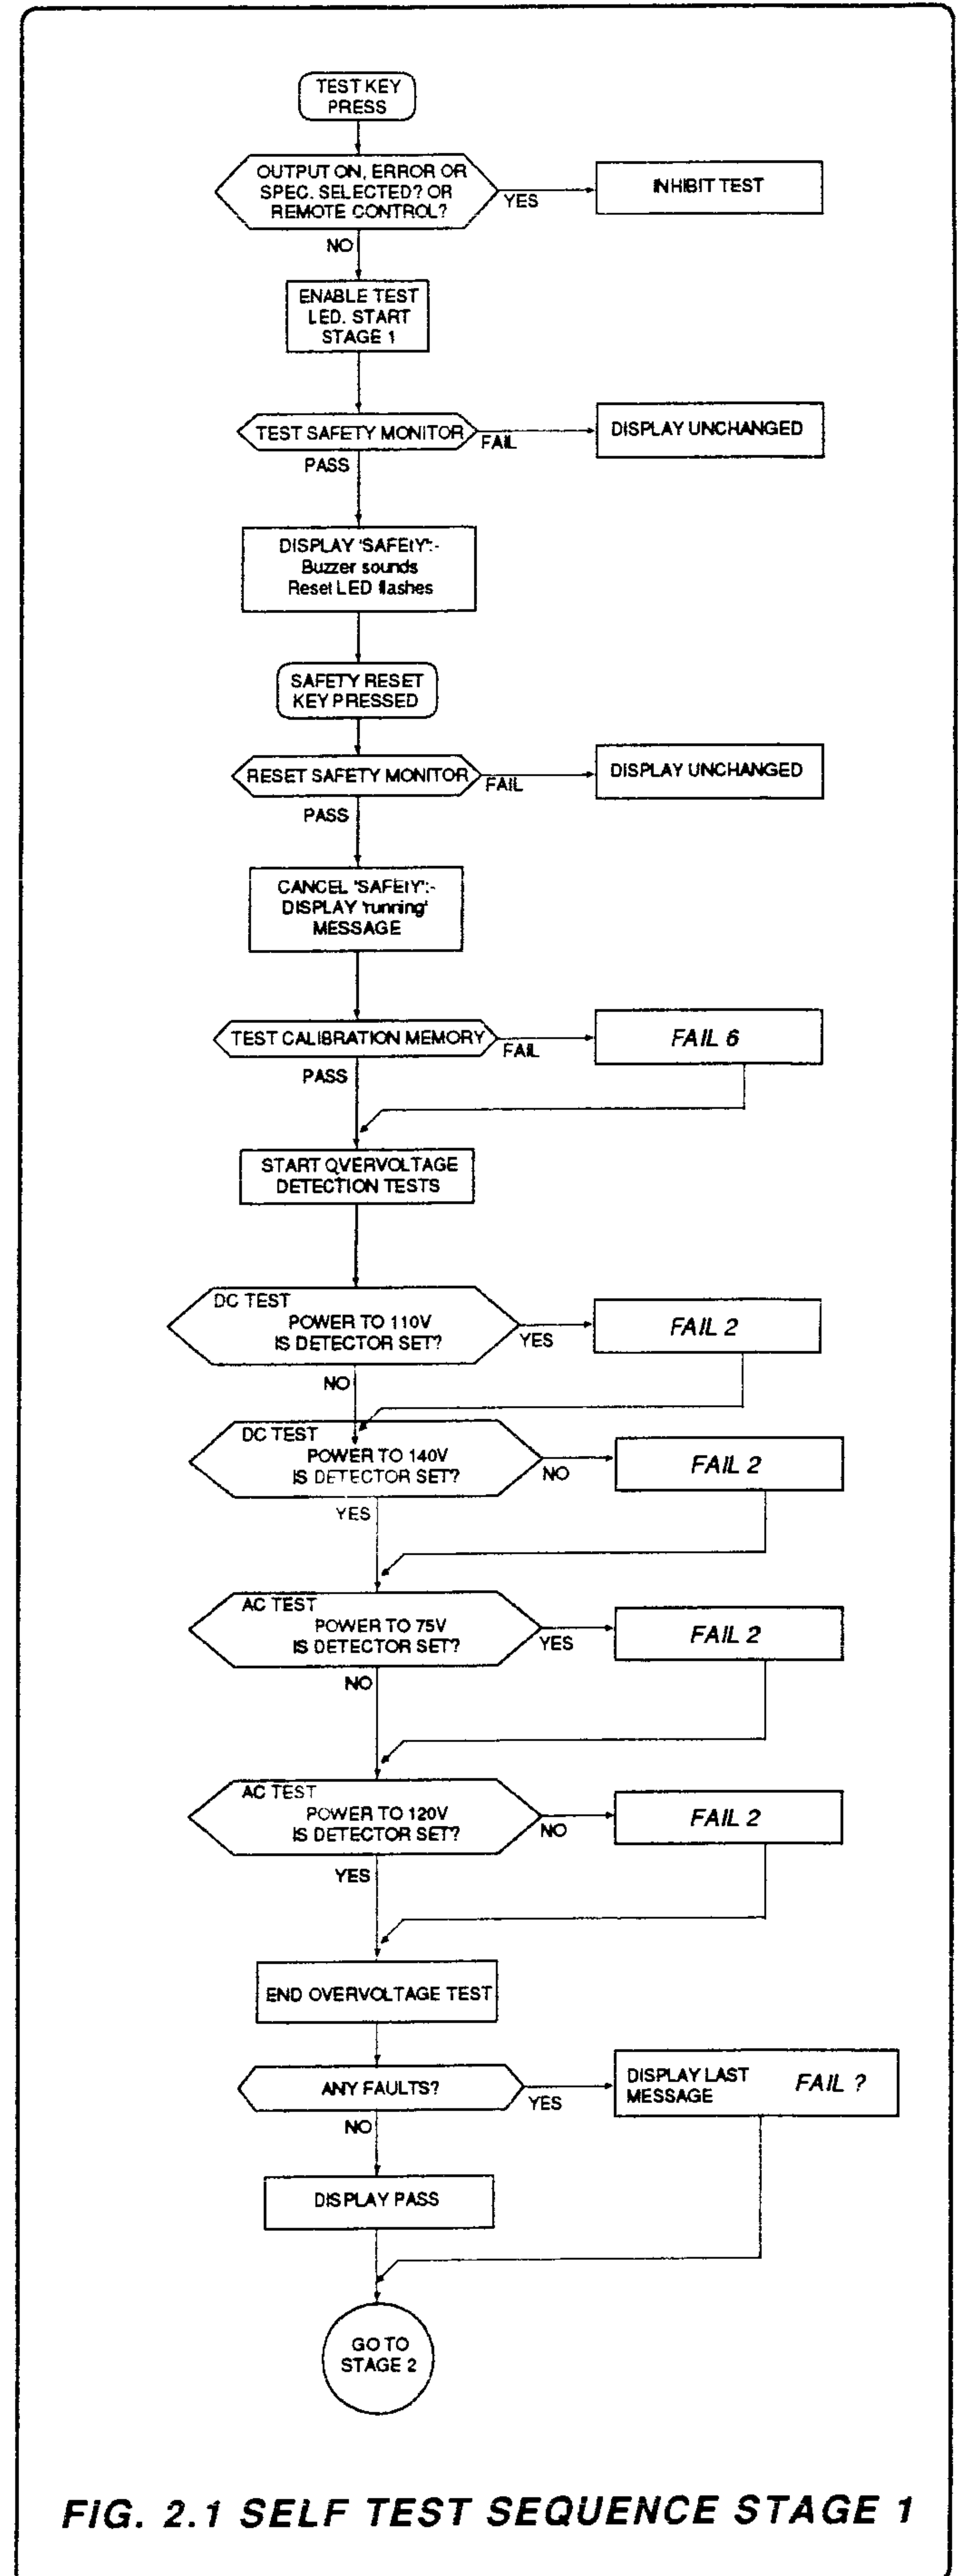 TEST KEY
PRESS
OUTPUT ON, ERROR OR
SPEC. SELECTED? OR
REMOTE CONTROL?
YES
INHIBIT TEST
NO
ENABLE TEST
LED. START
STAGE 1
TEST SAFETY MONITOR
FAIL
DISPLAY UNCHANGED
PASS
DISPLAY 'SAFETY':-
Buzzer sounds
Reset LED flashes
SAFETY RESET
KEY PRESSED
RESET SAFETY MONITOR
FAIL
DISPLAY UNCHANGED
PASS
CANCEL 'SAFETY':-
DISPLAY 'running'
MESSAGE
TEST CALIBRATION MEMORY
FAIL
FAIL 6
PASS
START OVERVOLTAGE
DETECTION TESTS
DC TEST
POWER TO 110V
IS DETECTOR SET?
YES
FAIL 2
NO
DC TEST
POWER TO 140V
IS DETECTOR SET?
NO
FAIL 2
YES
AC TEST
POWER TO 75V
IS DETECTOR SET?
YES
FAIL 2
NO
AC TEST
POWER TO 120V
IS DETECTOR SET?
NO
FAIL 2
YES
END OVERVOLTAGE TEST
ANY FAULTS?
YES
DISPLAY LAST
MESSAGE
FAIL ?
NO
DISPLAY PASS
GO TO
STAGE 2
FIG. 2.1 SELF TEST SEQUENCE STAGE 1